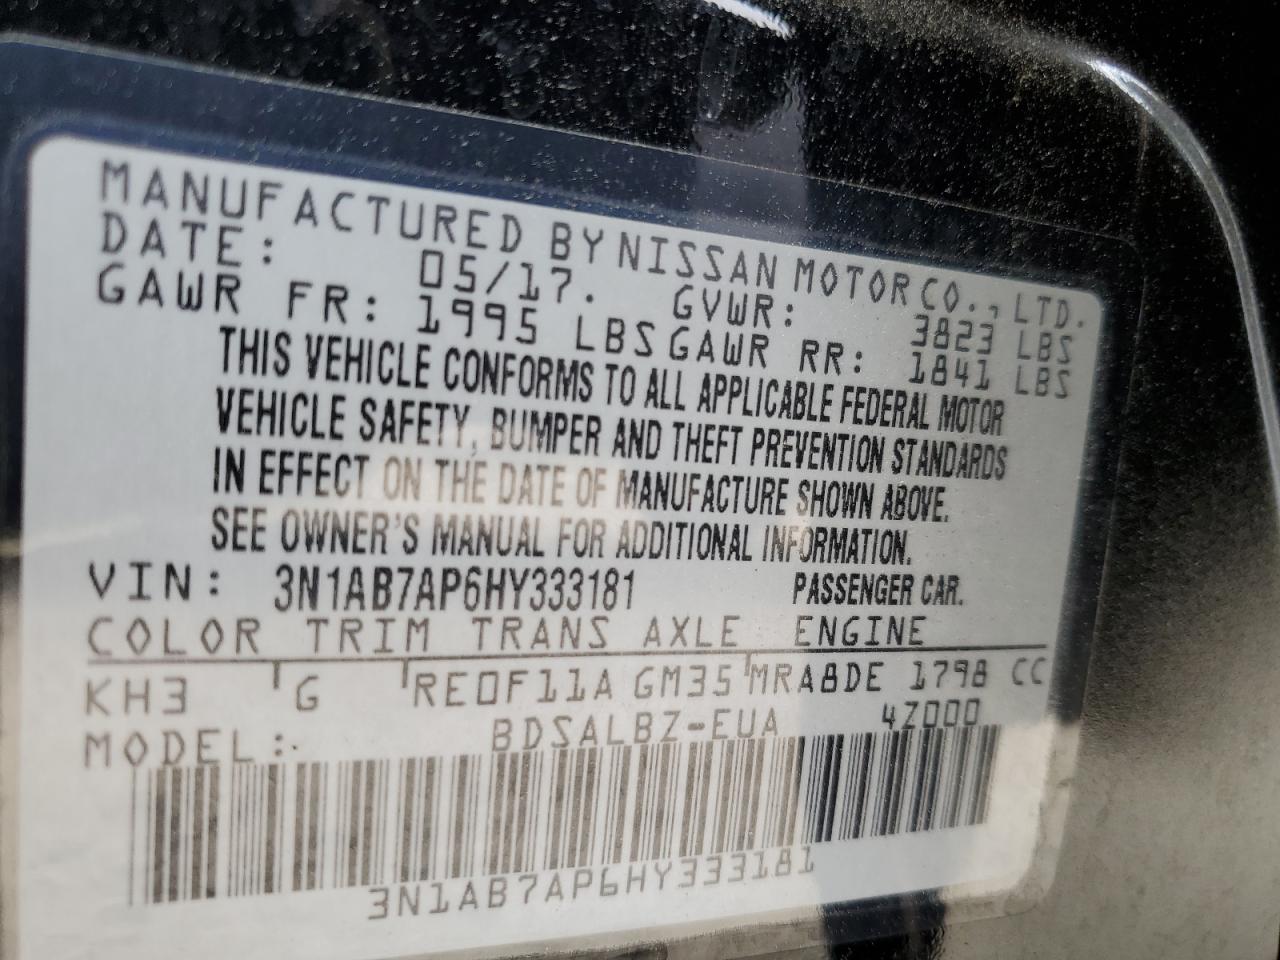 MANUFACTURED BY NISSAN MOTOR CO., LTD.
DATE: 05/17. GVWR: 3823 LBS
GAWR FR: 1995 LBS GAWR RR: 1841 LBS
THIS VEHICLE CONFORMS TO ALL APPLICABLE FEDERAL MOTOR
VEHICLE SAFETY, BUMPER AND THEFT PREVENTION STANDARDS
IN EFFECT ON THE DATE OF MANUFACTURE SHOWN ABOVE.
SEE OWNER'S MANUAL FOR ADDITIONAL INFORMATION.
VIN: 3N1AB7AP6HY333181 PASSENGER CAR.
COLOR TRIM TRANS AXLE ENGINE
KH3 G RE0F11A GM35 MRA8DE 1798 CC
MODEL: BDSALBZ-EUA 4Z000
3N1AB7AP6HY333181